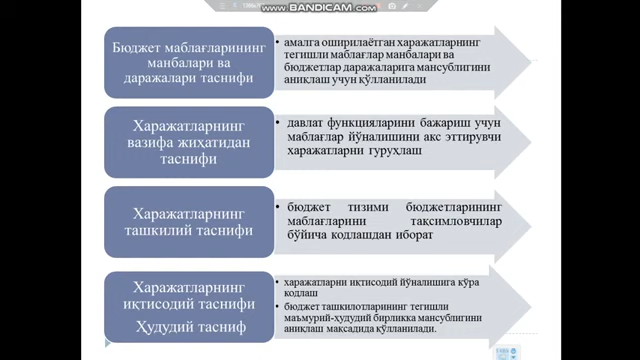 www.BANDICAM.com
Бюджет маблағларининг
манбалари ва
даражалари таснифи
• амалга оширилаётган харажатларнинг
тегишли маблағлар манбалари ва
бюджетлар даражаларига мансублигини
аниқлаш учун қўлланилади
Харажатларнинг
вазифа жиҳатидан
таснифи
• давлат функцияларини бажариш учун
маблағлар йўналишини акс эттирувчи
харажатларни гуруҳлаш
Харажатларнинг
ташкилий таснифи
• бюджет тизими бюджетларининг
маблағларини тақсимловчилар
бўйича кодлашдан иборат
Харажатларнинг
иқтисодий таснифи
Ҳудудий тасниф
• харажатларни иқтисодий йўналишига кўра
кодлаш
• бюджет ташкилотларининг тегишли
маъмурий-ҳудудий бирликка мансублигини
аниқлаш мақсадида қўлланилади.